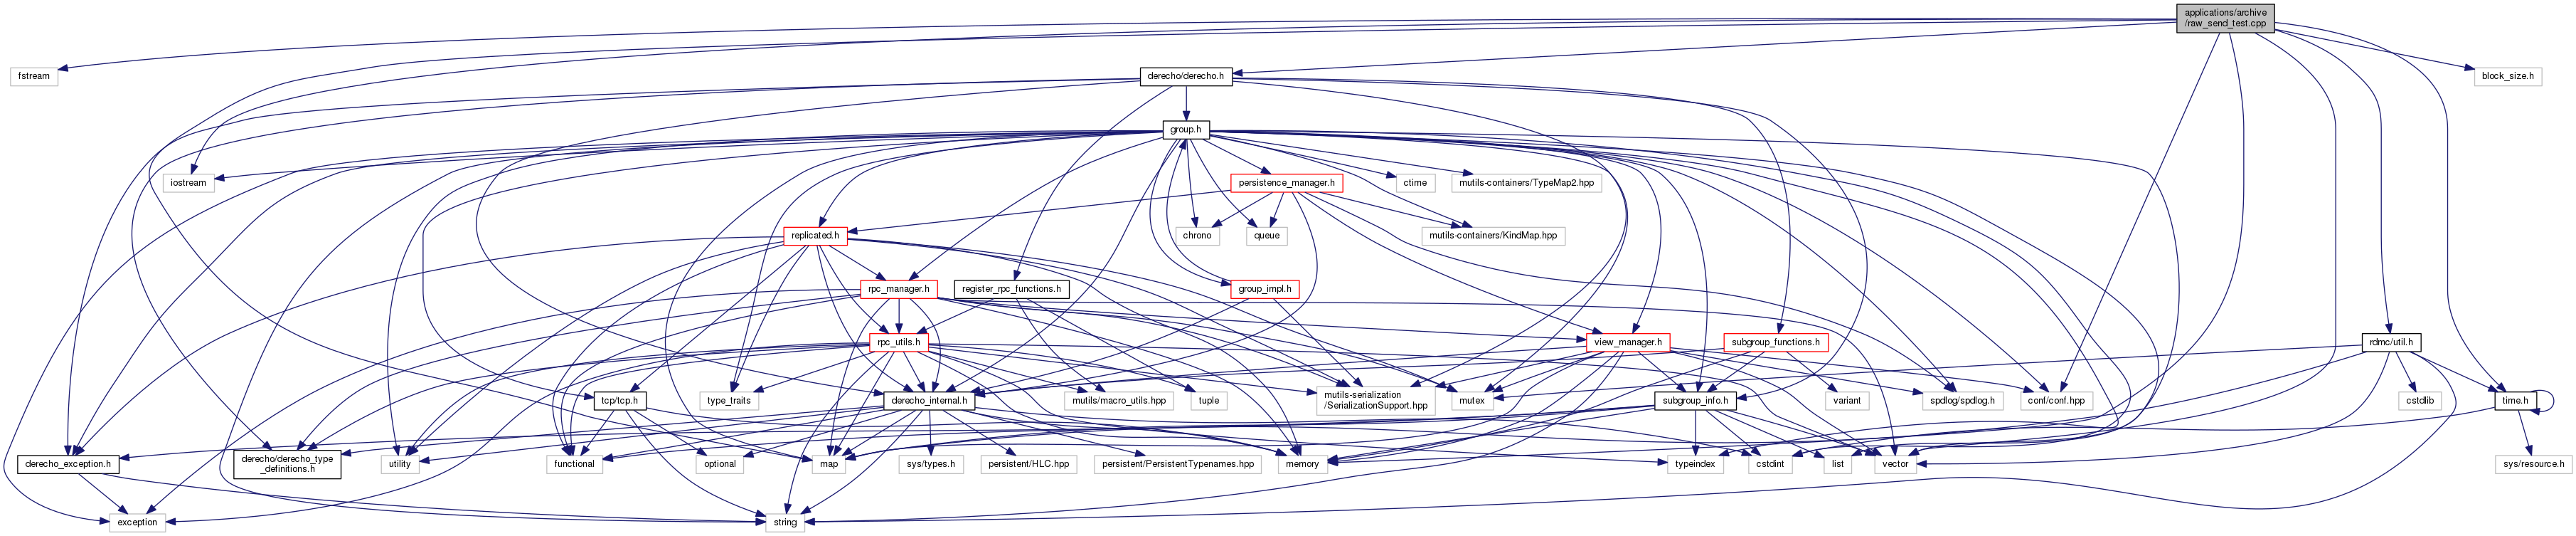 applications/archive
/raw_send_test.cpp
fstream
derecho/derecho.h
block_size.h
group.h
iostream
persistence_manager.h
ctime
mutils-containers/TypeMap2.hpp
replicated.h
chrono
queue
mutils-containers/KindMap.hpp
rpc_manager.h
register_rpc_functions.h
group_impl.h
rpc_utils.h
view_manager.h
subgroup_functions.h
rdmc/util.h
tcp/tcp.h
type_traits
derecho_internal.h
mutils/macro_utils.hpp
tuple
mutils-serialization
/SerializationSupport.hpp
mutex
subgroup_info.h
variant
spdlog/spdlog.h
conf/conf.hpp
cstdlib
time.h
derecho_exception.h
derecho/derecho_type
_definitions.h
utility
functional
optional
map
sys/types.h
persistent/HLC.hpp
persistent/PersistentTypenames.hpp
memory
typeindex
cstdint
list
vector
sys/resource.h
exception
string